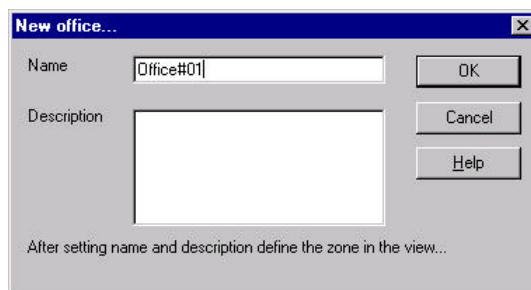 New office...
Name
Office#01
OK
Description
Cancel
Help
After setting name and description define the zone in the view...